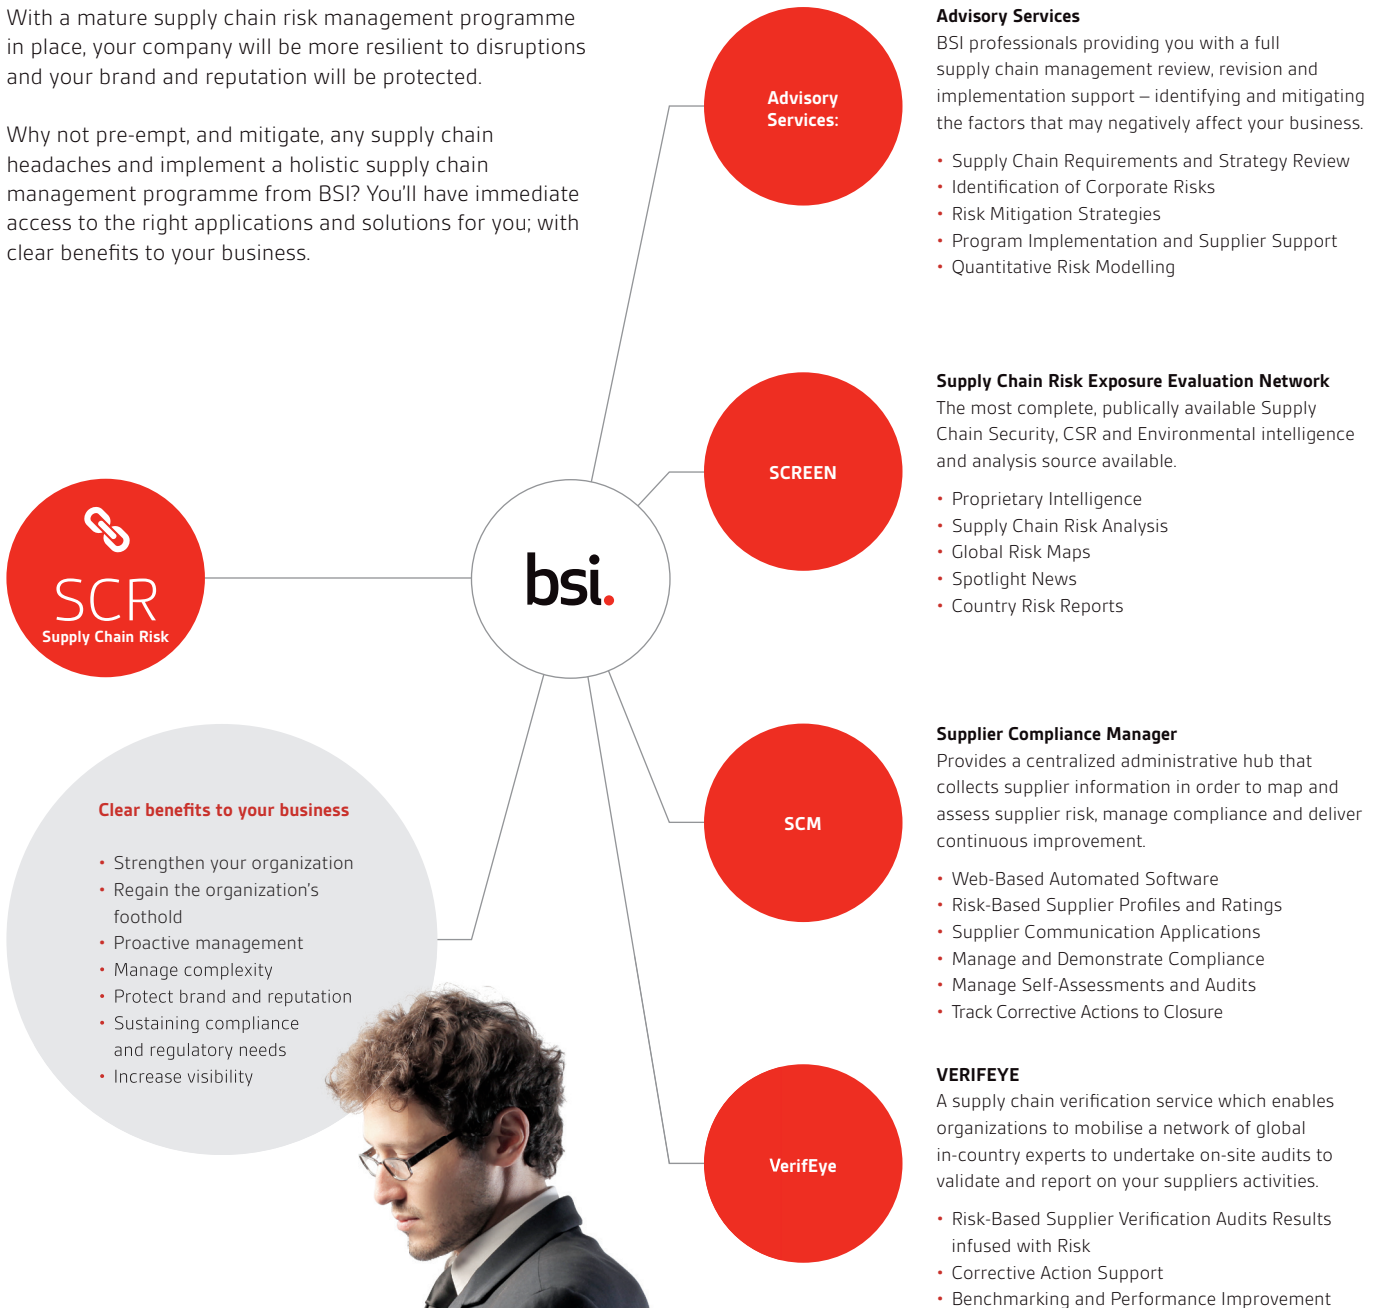 With a mature supply chain risk management programme
in place, your company will be more resilient to disruptions
and your brand and reputation will be protected.
Why not pre-empt, and mitigate, any supply chain
headaches and implement a holistic supply chain
management programme from BSI? You'll have immediate
access to the right applications and solutions for you; with
clear benefits to your business.
SCR
Supply Chain Risk
bsi.
Clear benefits to your business
• Strengthen your organization
• Regain the organization's
foothold
• Proactive management
• Manage complexity
• Protect brand and reputation
• Sustaining compliance
and regulatory needs
• Increase visibility
Advisory
Services:
Advisory Services
BSI professionals providing you with a full
supply chain management review, revision and
implementation support – identifying and mitigating
the factors that may negatively affect your business.
• Supply Chain Requirements and Strategy Review
• Identification of Corporate Risks
• Risk Mitigation Strategies
• Program Implementation and Supplier Support
• Quantitative Risk Modelling
SCREEN
Supply Chain Risk Exposure Evaluation Network
The most complete, publically available Supply
Chain Security, CSR and Environmental intelligence
and analysis source available.
• Proprietary Intelligence
• Supply Chain Risk Analysis
• Global Risk Maps
• Spotlight News
• Country Risk Reports
SCM
Supplier Compliance Manager
Provides a centralized administrative hub that
collects supplier information in order to map and
assess supplier risk, manage compliance and deliver
continuous improvement.
• Web-Based Automated Software
• Risk-Based Supplier Profiles and Ratings
• Supplier Communication Applications
• Manage and Demonstrate Compliance
• Manage Self-Assessments and Audits
• Track Corrective Actions to Closure
VerifEye
VERIFEYE
A supply chain verification service which enables
organizations to mobilise a network of global
in-country experts to undertake on-site audits to
validate and report on your suppliers activities.
• Risk-Based Supplier Verification Audits Results
infused with Risk
• Corrective Action Support
• Benchmarking and Performance Improvement